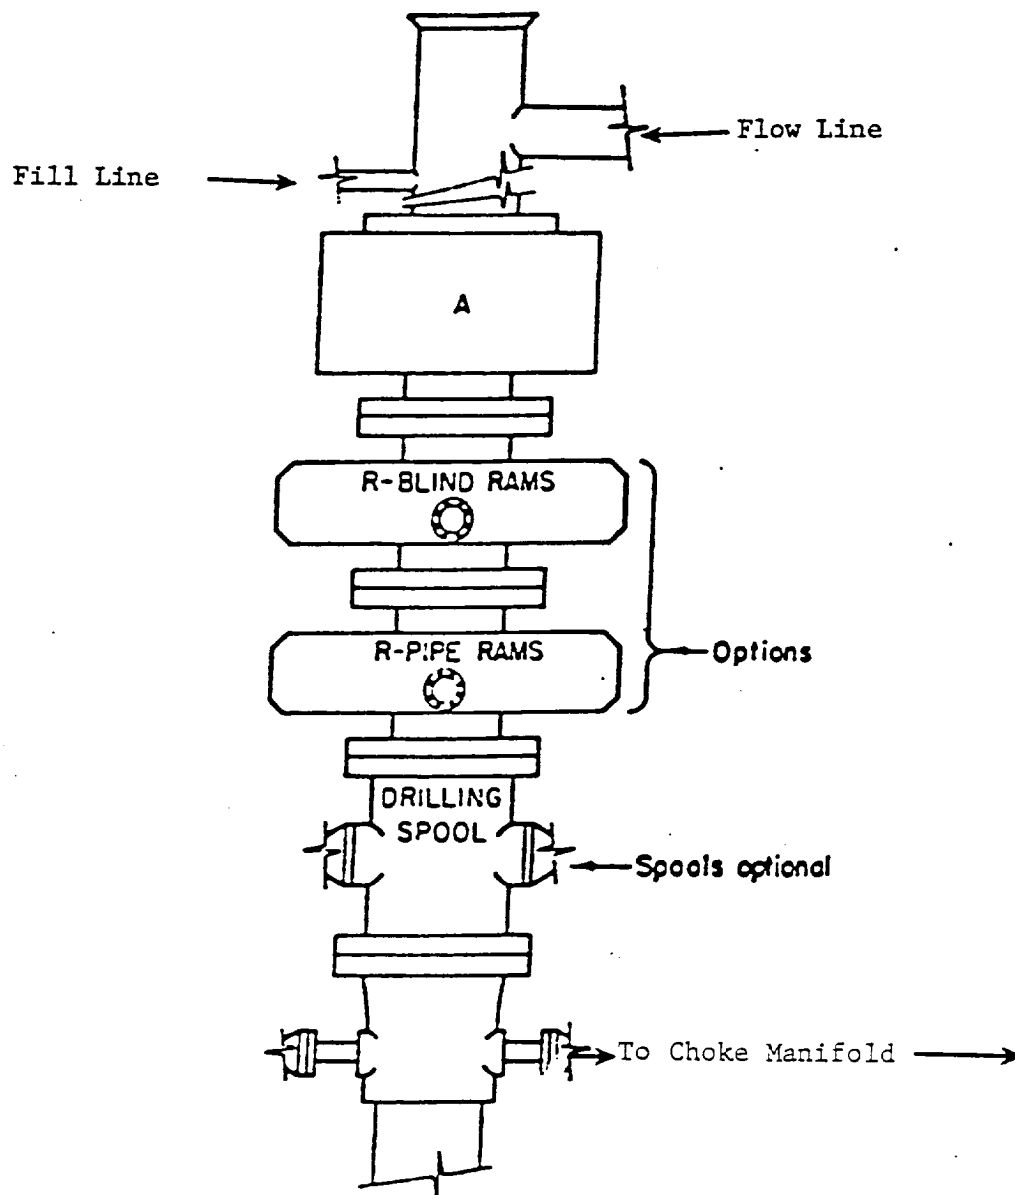 Flow Line
Fill Line
A
R-BLIND RAMS
R-PIPE RAMS
Options
DRILLING
SPOOL
Spools optional
To Choke Manifold